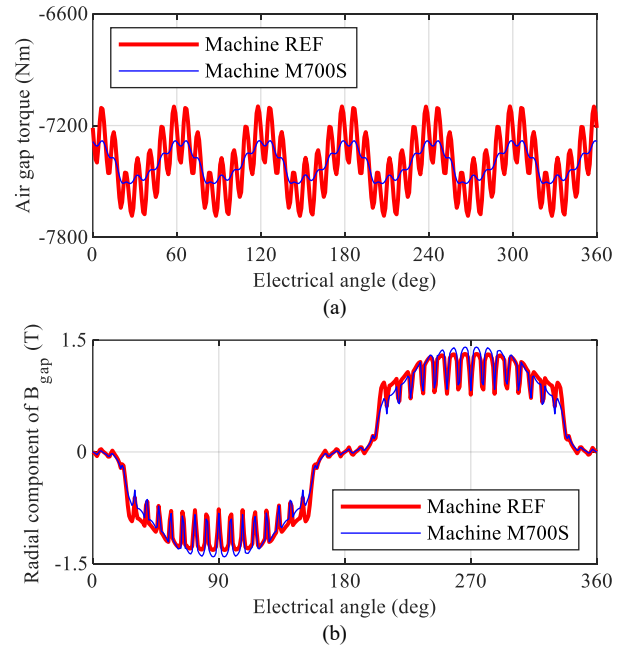 -6600
Machine REF
Machine M700S
-7200
-7800
Air gap torque (Nm)
0 60 120 180 240 300 360
Electrical angle (deg)
(a)
1.5
0
-1.5
Radial component of B_gap (T)
Machine REF
Machine M700S
0 90 180 270 360
Electrical angle (deg)
(b)